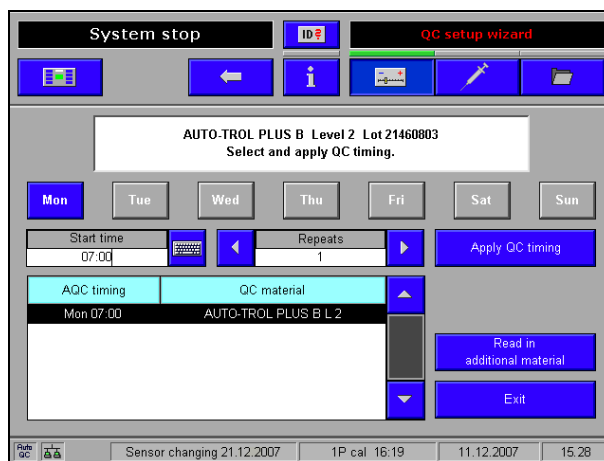 System stop
ID?
QC setup wizard
i
AUTO-TROL PLUS B Level 2 Lot 21460803
Select and apply QC timing.
Mon Tue Wed Thu Fri Sat Sun
Start time
07:00
Repeats
1
Apply QC timing
AQC timing QC material
Mon 07:00 AUTO-TROL PLUS B L 2
Read in
additional material
Exit
Auto
QC
Sensor changing 21.12.2007 1P cal 16:19 11.12.2007 15.28